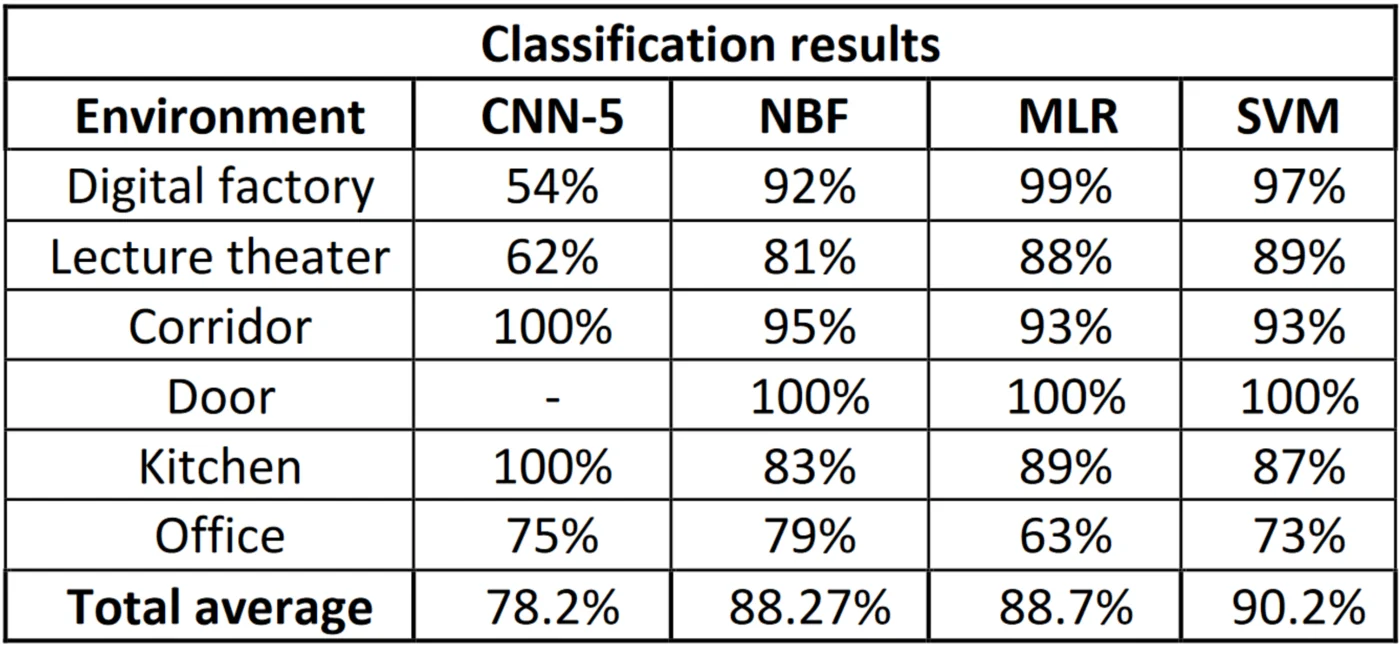 Classification results
Environment CNN-5 NBF MLR SVM
Digital factory 54% 92% 99% 97%
Lecture theater 62% 81% 88% 89%
Corridor 100% 95% 93% 93%
Door - 100% 100% 100%
Kitchen 100% 83% 89% 87%
Office 75% 79% 63% 73%
Total average 78.2% 88.27% 88.7% 90.2%